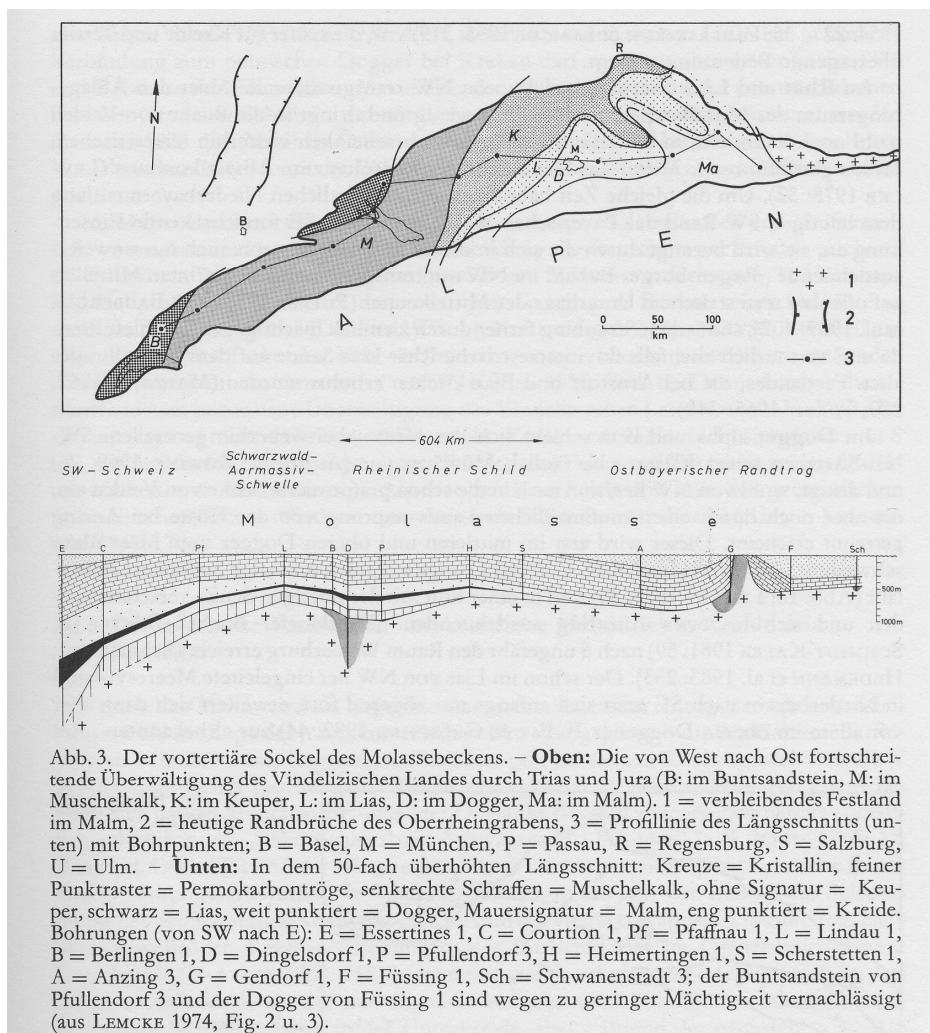 R
N
K
M
L
D
Ma
B
M
A L P E N
B
0 50 100
km
1
2
3
604 Km
Schwarzwald-
SW-Schweiz Aarmassiv- Rheinischer Schild Ostbayerischer Randtrog
Schwelle
M o l a s s e
E C Pf L B D P H S A G F Sch
500m
1000m
Abb. 3. Der vortertiäre Sockel des Molassebeckens. – Oben: Die von West nach Ost fortschrei-
tende Überwältigung des Vindelizischen Landes durch Trias und Jura (B: im Buntsandstein, M: im
Muschelkalk, K: im Keuper, L: im Lias, D: im Dogger, Ma: im Malm). 1 = verbleibendes Festland
im Malm, 2 = heutige Randbrüche des Oberrheingrabens, 3 = Profillinie des Längsschnitts (un-
ten) mit Bohrpunkten; B = Basel, M = München, P = Passau, R = Regensburg, S = Salzburg,
U = Ulm. Unten: In dem 50-fach überhöhten Längsschnitt: Kreuze = Kristallin, feiner
Punktraster = Permokarbontröge, senkrechte Schraffen = Muschelkalk, ohne Signatur = Keu-
per, schwarz = Lias, weit punktiert = Dogger, Mauersignatur = Malm, eng punktiert = Kreide.
Bohrungen (von SW nach E): E = Essertines 1, C = Courtion 1, Pf = Pfaffnau 1, L = Lindau 1,
B = Berlingen 1, D = Dingelsdorf 1, P = Pfullendorf 3, H = Heimertingen 1, S = Scherstetten 1,
A = Anzing 3, G = Gendorf 1, F = Füssing 1, Sch = Schwanenstadt 3; der Buntsandstein von
Pfullendorf 3 und der Dogger von Füssing 1 sind wegen zu geringer Mächtigkeit vernachlässigt
(aus LEMCKE 1974, Fig. 2 u. 3).